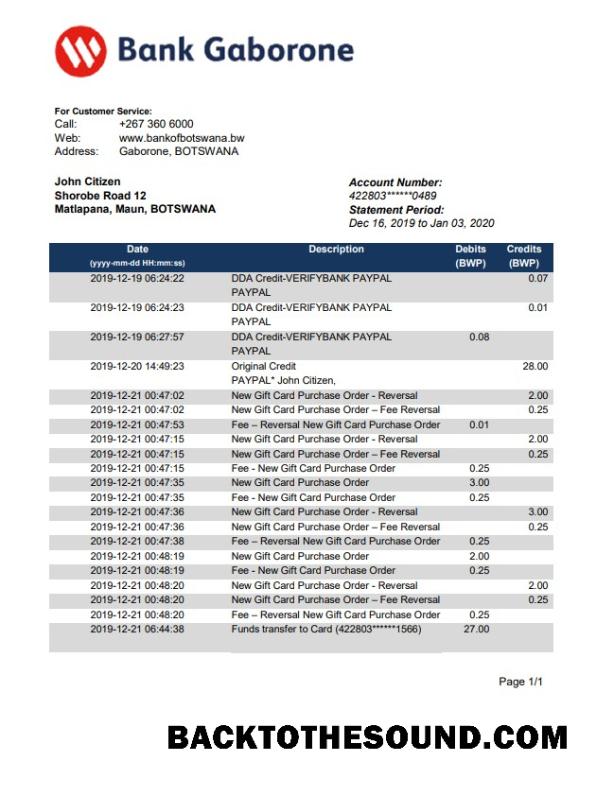 Bank Gaborone
For Customer Service:
Call: +267 360 6000
Web: www.bankofbotswana.bw
Address: Gaborone, BOTSWANA
John Citizen
Shorobe Road 12
Matlapana, Maun, BOTSWANA
Account Number:
422803******0489
Statement Period:
Dec 16, 2019 to Jan 03, 2020
Date Description Debits Credits
(yyyy-mm-dd HH:mm:ss) (BWP) (BWP)
2019-12-19 06:24:22 DDA Credit-VERIFYBANK PAYPAL 0.07
PAYPAL
2019-12-19 06:24:23 DDA Credit-VERIFYBANK PAYPAL 0.01
PAYPAL
2019-12-19 06:27:57 DDA Credit-VERIFYBANK PAYPAL 0.08
PAYPAL
2019-12-20 14:49:23 Original Credit 28.00
PAYPAL* John Citizen,
2019-12-21 00:47:02 New Gift Card Purchase Order - Reversal 2.00
2019-12-21 00:47:02 New Gift Card Purchase Order – Fee Reversal 0.25
2019-12-21 00:47:53 Fee – Reversal New Gift Card Purchase Order 0.01
2019-12-21 00:47:15 New Gift Card Purchase Order - Reversal 2.00
2019-12-21 00:47:15 New Gift Card Purchase Order – Fee Reversal 0.25
2019-12-21 00:47:15 Fee - New Gift Card Purchase Order 0.25
2019-12-21 00:47:35 New Gift Card Purchase Order 3.00
2019-12-21 00:47:35 Fee - New Gift Card Purchase Order 0.25
2019-12-21 00:47:36 New Gift Card Purchase Order - Reversal 3.00
2019-12-21 00:47:36 New Gift Card Purchase Order – Fee Reversal 0.25
2019-12-21 00:47:38 Fee – Reversal New Gift Card Purchase Order 0.25
2019-12-21 00:48:19 New Gift Card Purchase Order 2.00
2019-12-21 00:48:19 Fee - New Gift Card Purchase Order 0.25
2019-12-21 00:48:20 New Gift Card Purchase Order - Reversal 2.00
2019-12-21 00:48:20 New Gift Card Purchase Order – Fee Reversal 0.25
2019-12-21 00:48:20 Fee – Reversal New Gift Card Purchase Order 0.25
2019-12-21 06:44:38 Funds transfer to Card (422803******1566) 27.00
Page 1/1
BACKTOTHESOUND.COM